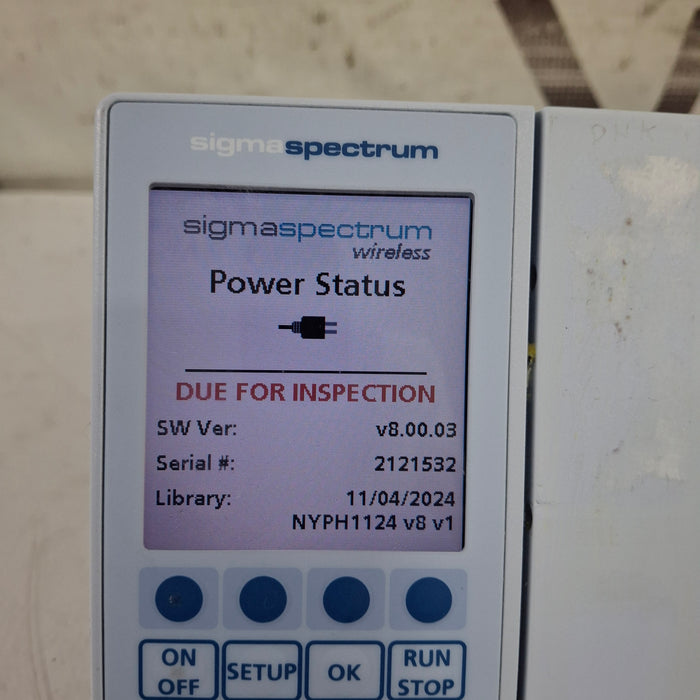 sigmaspectrum
sigmaspectrum
wireless
Power Status
DUE FOR INSPECTION
SW Ver: v8.00.03
Serial #: 2121532
Library: 11/04/2024
NYPH1124 v8 v1
ON OFF
SETUP
OK
RUN STOP